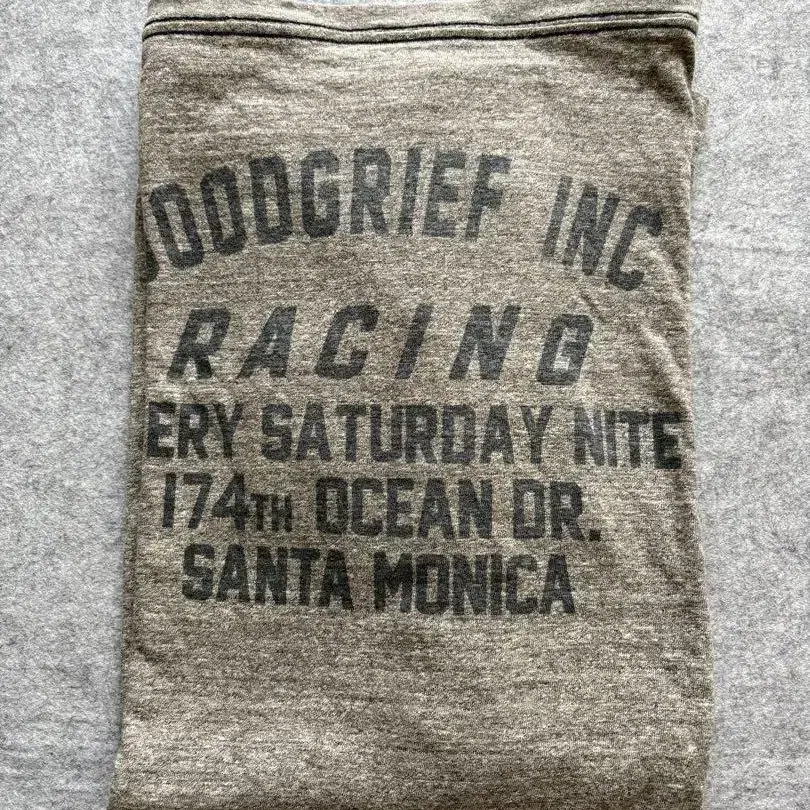 OODGRIEF INC
RACING
ERY SATURDAY NITE
174TH OCEAN DR.
SANTA MONICA